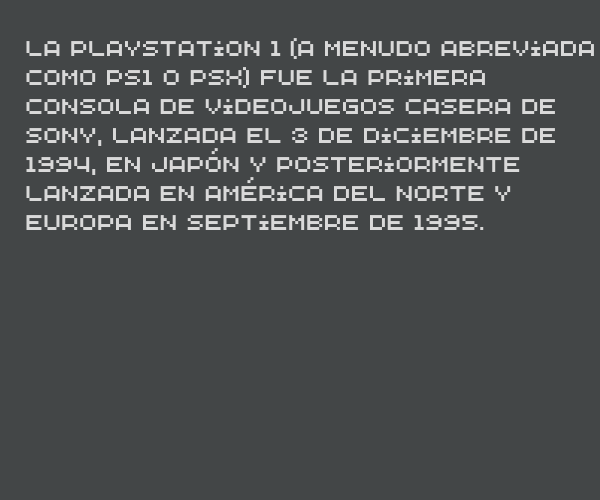 LA PLAYSTATION 1 (A MENUDO ABREVIADA
COMO PS1 O PSX) FUE LA PRIMERA
CONSOLA DE VIDEOJUEGOS CASERA DE
SONY, LANZADA EL 3 DE DICIEMBRE DE
1994, EN JAPÓN Y POSTERIORMENTE
LANZADA EN AMÉRICA DEL NORTE Y
EUROPA EN SEPTIEMBRE DE 1995.